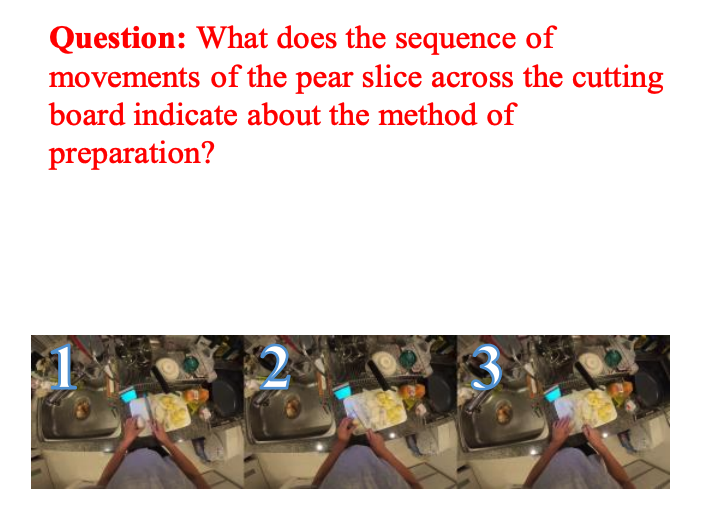 Question: What does the sequence of
movements of the pear slice across the cutting
board indicate about the method of
preparation?
1 2 3